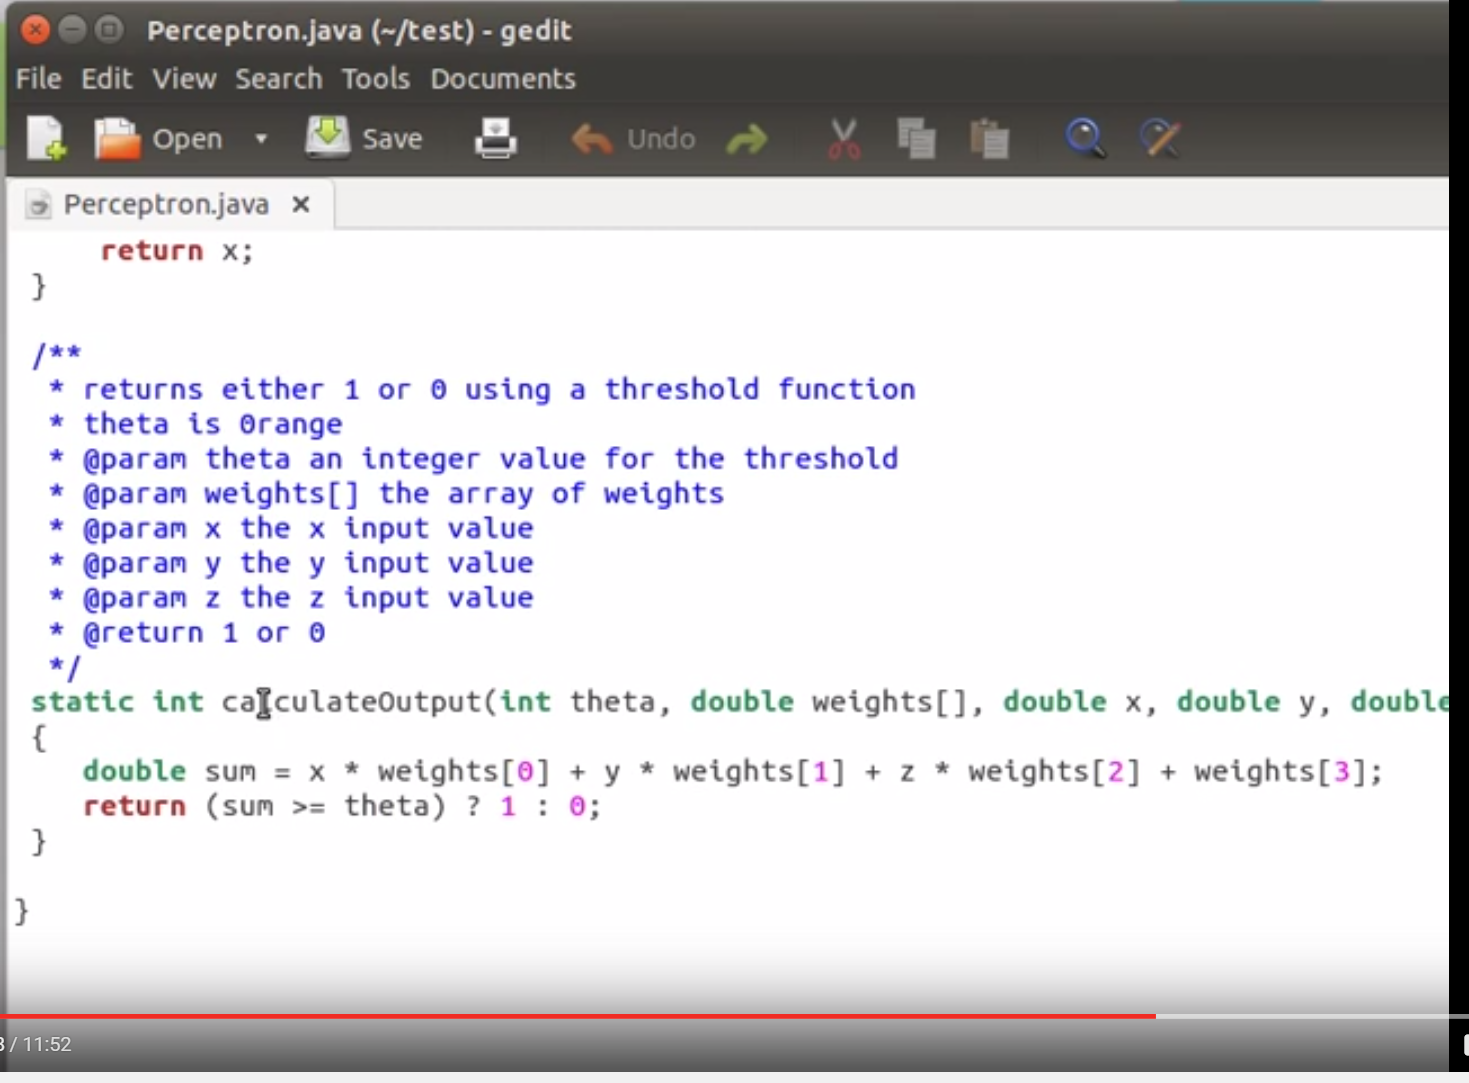 Perceptron.java (~/test) - gedit
File Edit View Search Tools Documents
Open Save Undo
Perceptron.java
return x;
}
/**
* returns either 1 or 0 using a threshold function
* theta is 0range
* @param theta an integer value for the threshold
* @param weights[] the array of weights
* @param x the x input value
* @param y the y input value
* @param z the z input value
* @return 1 or 0
*/
static int calculateOutput(int theta, double weights[], double x, double y, double
{
double sum = x * weights[0] + y * weights[1] + z * weights[2] + weights[3];
return (sum >= theta) ? 1 : 0;
}
}
/ 11:52